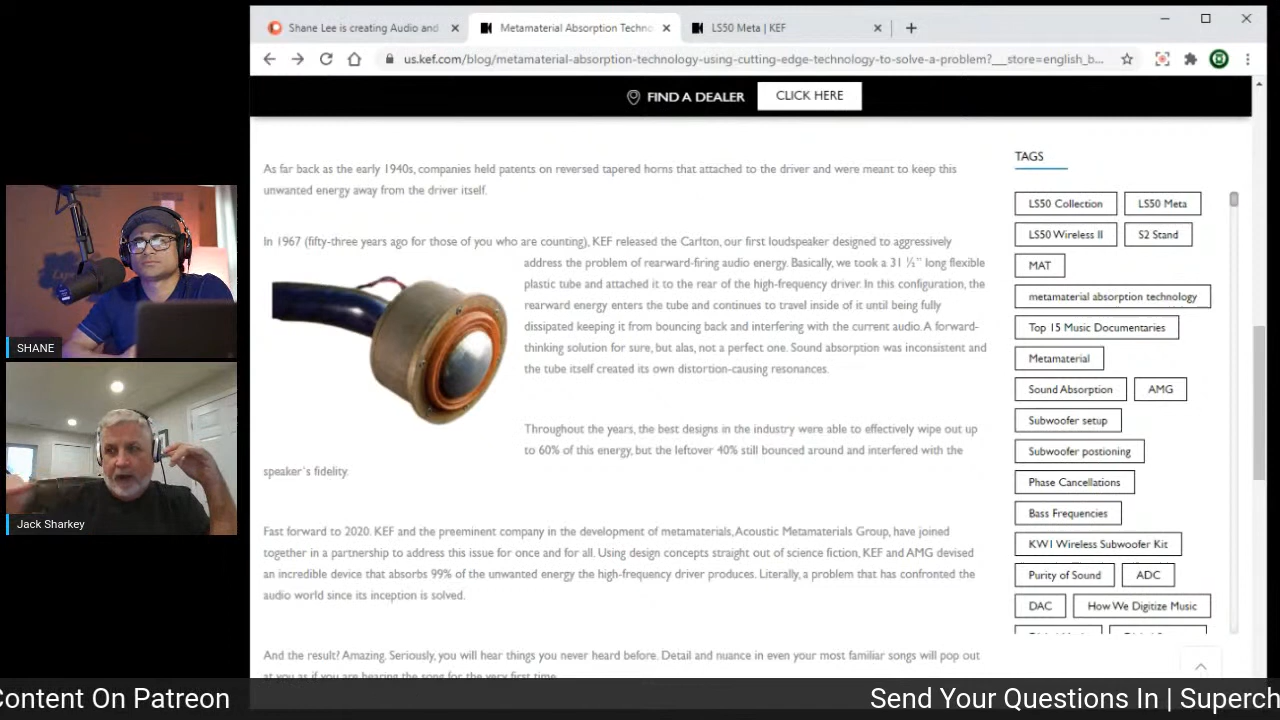 Shane Lee is creating Audio and
Metamaterial Absorption Techno
LS50 Meta | KEF
us.kef.com/blog/metamaterial-absorption-technology-using-cutting-edge-technology-to-solve-a-problem?___store=english_b...
FIND A DEALER
CLICK HERE
As far back as the early 1940s, companies held patents on reversed tapered horns that attached to the driver and were meant to keep this
unwanted energy away from the driver itself.
In 1967 (fifty-three years ago for those of you who are counting), KEF released the Carlton, our first loudspeaker designed to aggressively
address the problem of rearward-firing audio energy. Basically, we took a 31 ½" long flexible
plastic tube and attached it to the rear of the high-frequency driver. In this configuration, the
rearward energy enters the tube and continues to travel inside of it until being fully
dissipated keeping it from bouncing back and interfering with the current audio. A forward-
thinking solution for sure, but alas, not a perfect one. Sound absorption was inconsistent and
the tube itself created its own distortion-causing resonances.
Throughout the years, the best designs in the industry were able to effectively wipe out up
to 60% of this energy, but the leftover 40% still bounced around and interfered with the
speaker's fidelity.
Fast forward to 2020. KEF and the preeminent company in the development of metamaterials, Acoustic Metamaterials Group, have joined
together in a partnership to address this issue for once and for all. Using design concepts straight out of science fiction, KEF and AMG devised
an incredible device that absorbs 99% of the unwanted energy the high-frequency driver produces. Literally, a problem that has confronted the
audio world since its inception is solved.
And the result? Amazing. Seriously, you will hear things you never heard before. Detail and nuance in even your most familiar songs will pop out
at you as if you are hearing the song for the very first time.
TAGS
LS50 Collection
LS50 Meta
LS50 Wireless II
S2 Stand
MAT
metamaterial absorption technology
Top 15 Music Documentaries
Metamaterial
Sound Absorption
AMG
Subwoofer setup
Subwoofer postioning
Phase Cancellations
Bass Frequencies
KW1 Wireless Subwoofer Kit
Purity of Sound
ADC
DAC
How We Digitize Music
SHANE
Jack Sharkey
Content On Patreon
Send Your Questions In | Superch